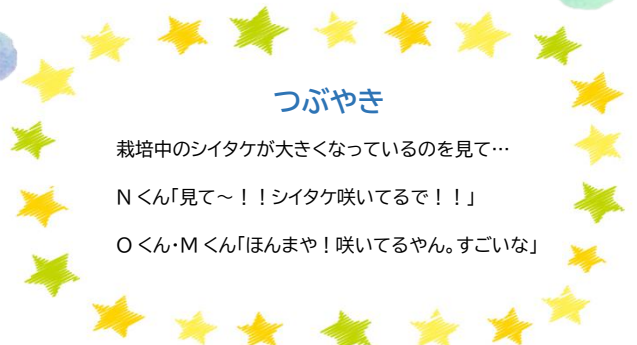 つぶやき
栽培中のシイタケが大きくなっているのを見て…
Nくん「見て～！！シイタケ咲いてるで！！」
Oくん・Mくん「ほんまや！咲いてるやん。すごいな」